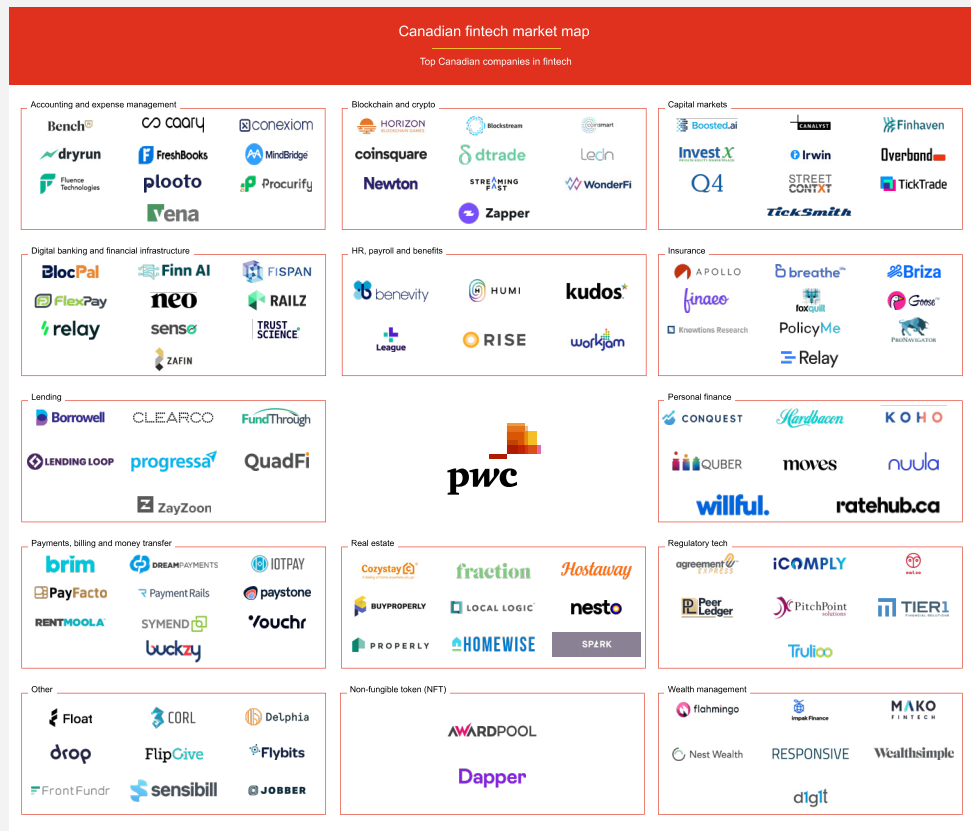 Canadian fintech market map
Top Canadian companies in fintech
Accounting and expense management
Bench
caary
conexiom
dryrun
FreshBooks
MindBridge
Fluence Technologies
plooto
Procurify
Vena
Blockchain and crypto
HORIZON
BLOCKCHAIN GAMES
Blockstream
coinsmart
coinsquare
dtrade
Ledn
Newton
STREAMING FAST
WonderFi
Zapper
Capital markets
Boosted.ai
CANALYST
Finhaven
InvestX
Irwin
Overbond
Q4
STREET CONTXT
TickTrade
TickSmith
Digital banking and financial infrastructure
BlocPal
Finn AI
FISPAN
FlexPay
neo
RAILZ
relay
senso
TRUST SCIENCE
ZAFIN
HR, payroll and benefits
benevity
HUMI
kudos
League
RISE
workjam
Insurance
APOLLO
breathe
Briza
finaeo
foxquill
Goose
Knowtions Research
PolicyMe
PRONAVIGATOR
Relay
Lending
Borrowell
CLEARCO
FundThrough
LENDING LOOP
progressa
QuadFi
ZayZoon
pwc
Personal finance
CONQUEST
Hardbacon
KOHO
QUBER
moves
nuula
willful.
ratehub.ca
Payments, billing and money transfer
brim
DREAMPAYMENTS
IOTPAY
PayFacto
Payment Rails
paystone
RENTMOOLA
SYMEND
Vouchr
buckzy
Real estate
Cozystay
fraction
Hostaway
BUYPROPERLY
LOCAL LOGIC
nesto
PROPERLY
HOMEWISE
SPARK
Regulatory tech
agreement
EXPRESS
iCOMPLY
Peer Ledger
PitchPoint
solutions
TIER1
FINANCIAL SOLUTIONS
Trulioo
Other
Float
CORL
Delphia
drop
FlipGive
Flybits
FrontFundr
sensibill
JOBBER
Non-fungible token (NFT)
AWARDPOOL
Dapper
Wealth management
flahmingo
Impak Finance
MAKO
FINTECH
Nest Wealth
RESPONSIVE
Wealthsimple
d1g1t